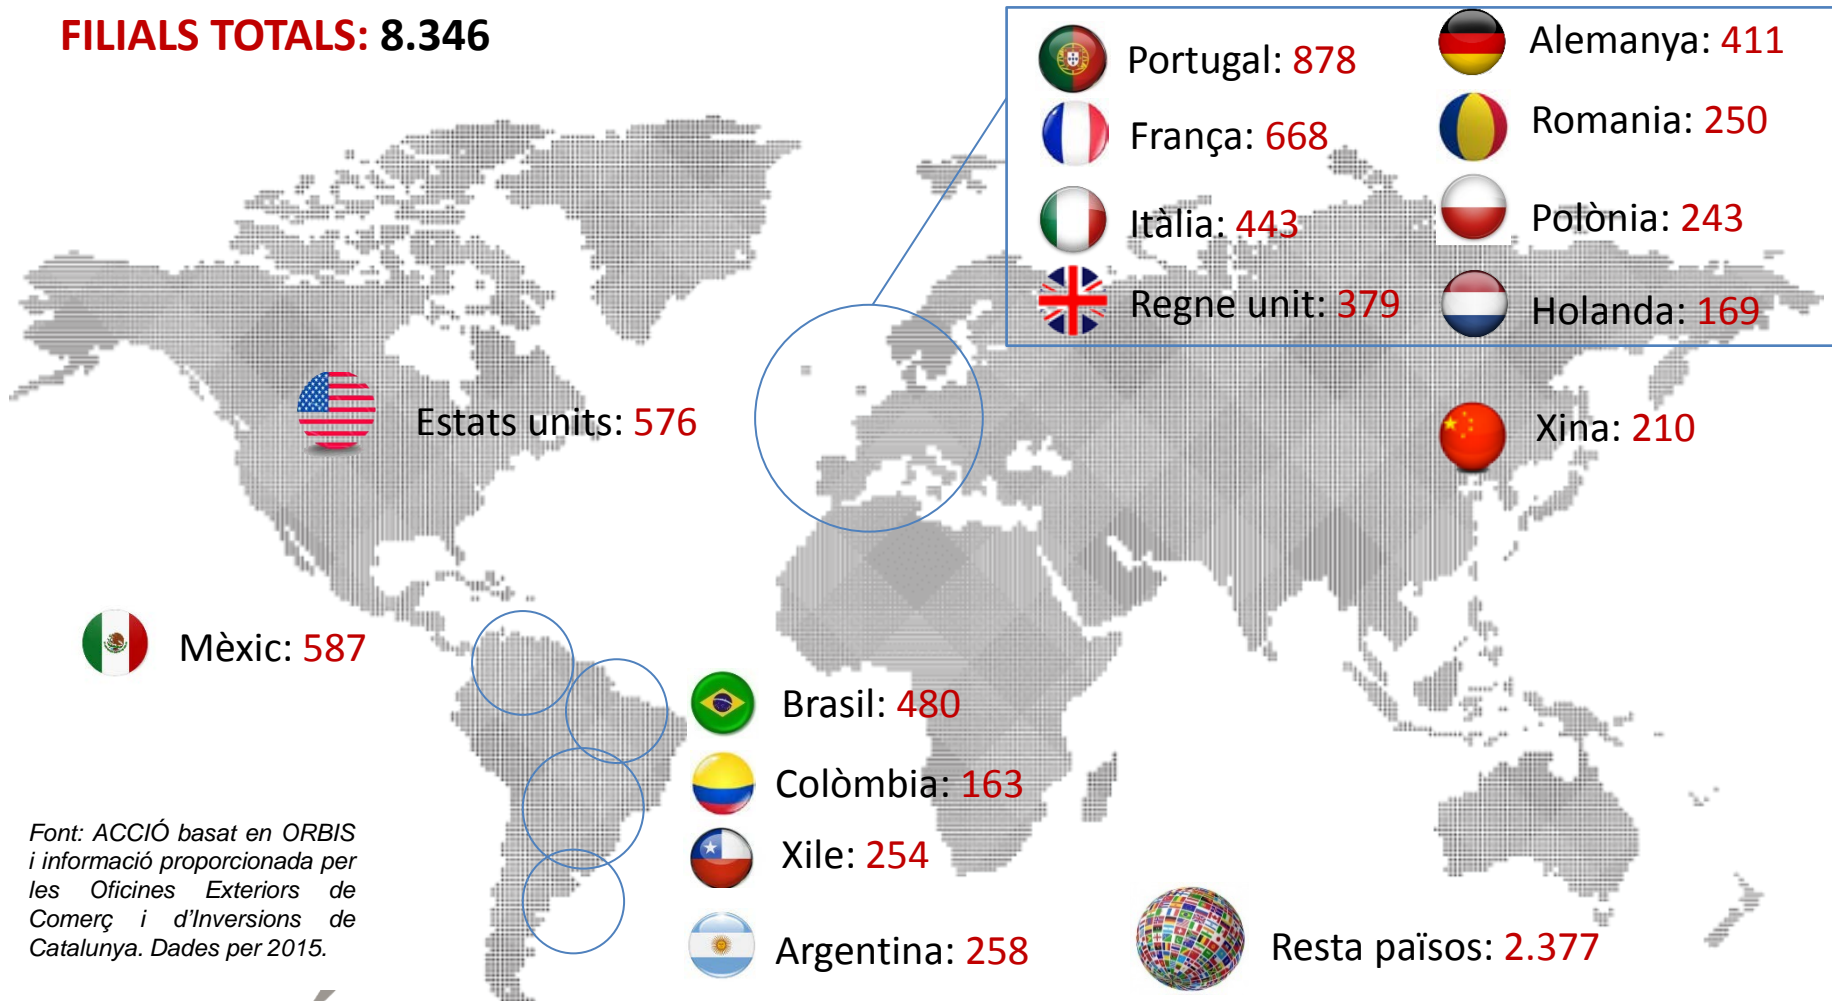 FILIALS TOTALS: 8.346
Portugal: 878
França: 668
Itàlia: 443
Regne unit: 379
Alemanya: 411
Romania: 250
Polònia: 243
Holanda: 169
Estats units: 576
Xina: 210
Mèxic: 587
Brasil: 480
Colòmbia: 163
Xile: 254
Argentina: 258
Resta països: 2.377
Font: ACCIÓ basat en ORBIS
i informació proporcionada per
les Oficines Exteriors de
Comerç i d'Inversions de
Catalunya. Dades per 2015.